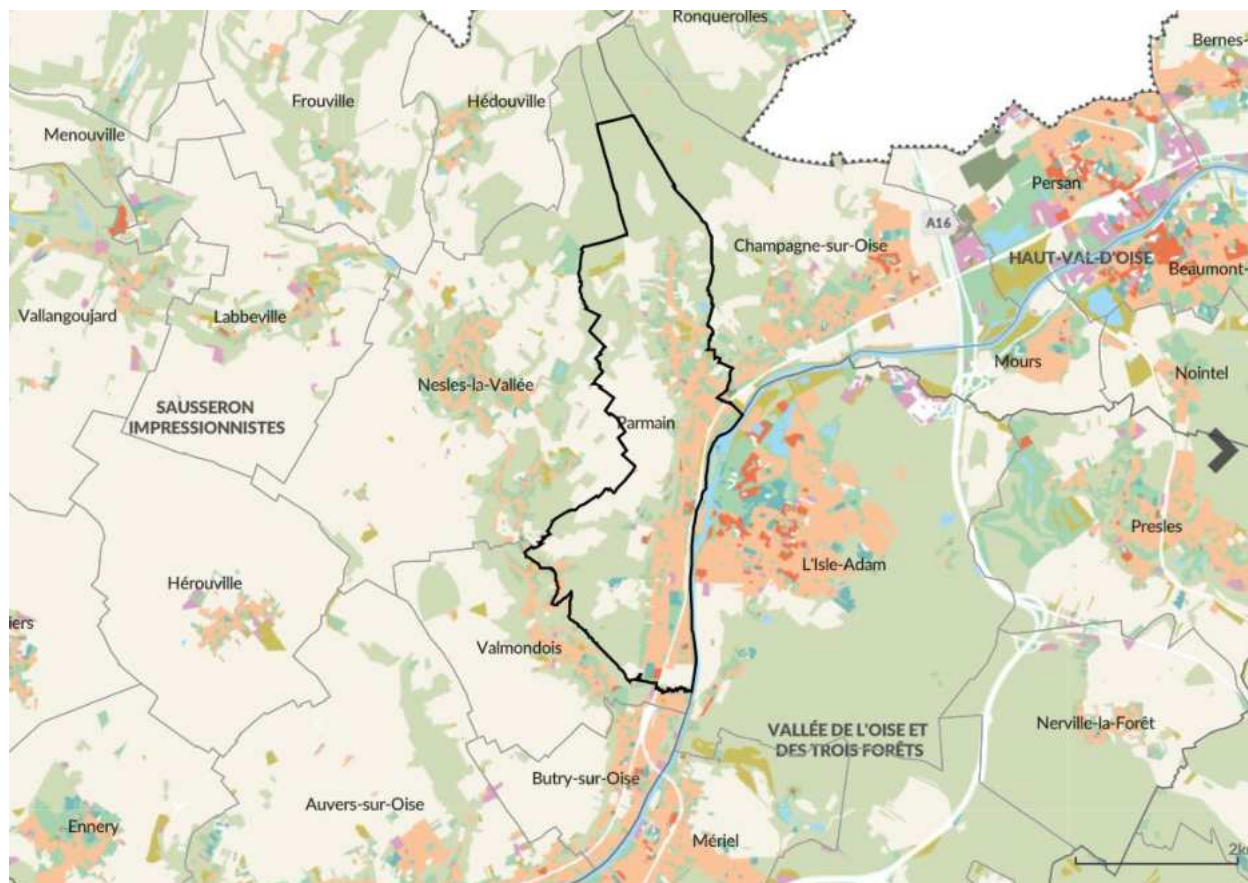 Ronquerolles
Bernes-
Frouville
Hédouville
Menouville
Persan
A16
Champagne-sur-Oise
HAUT-VAL-D'OISE
Beaumont-
Vallangoujard
Labbeville
Mours
Nointel
Nesles-la-Vallée
SAUSSERON
IMPRESSIONNISTES
Parmain
Presles
L'Isle-Adam
Hérouville
iers
Valmondois
Nerville-la-Forêt
VALLÉE DE L'OISE ET
DES TROIS FORÊTS
Butry-sur-Oise
Auvers-sur-Oise
Ennery
Mériel
2k